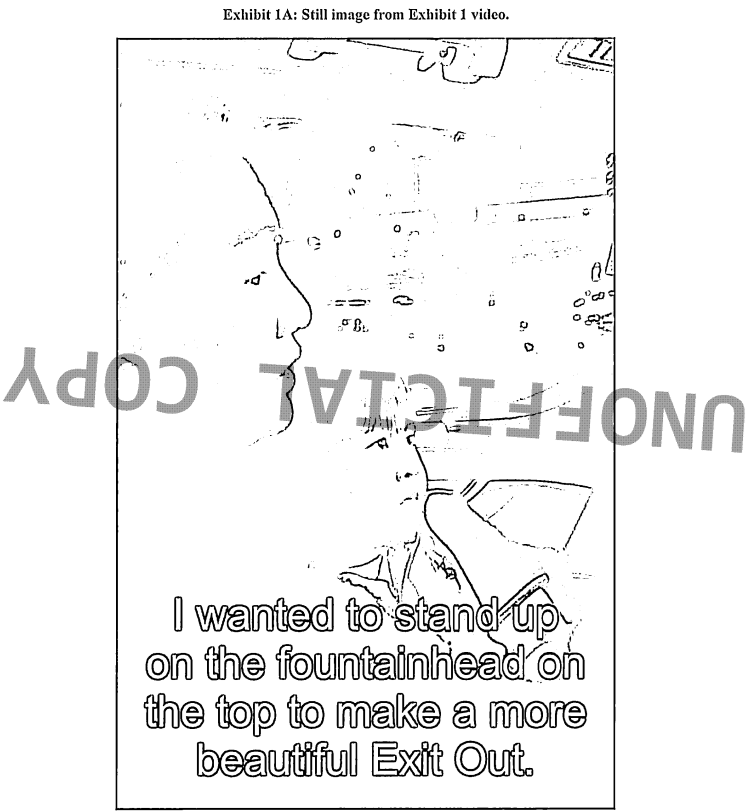 Exhibit 1A: Still image from Exhibit 1 video.
UNOFFICIAL COPY
I wanted to stand up
on the fountainhead on
the top to make a more
beautiful Exit Out.